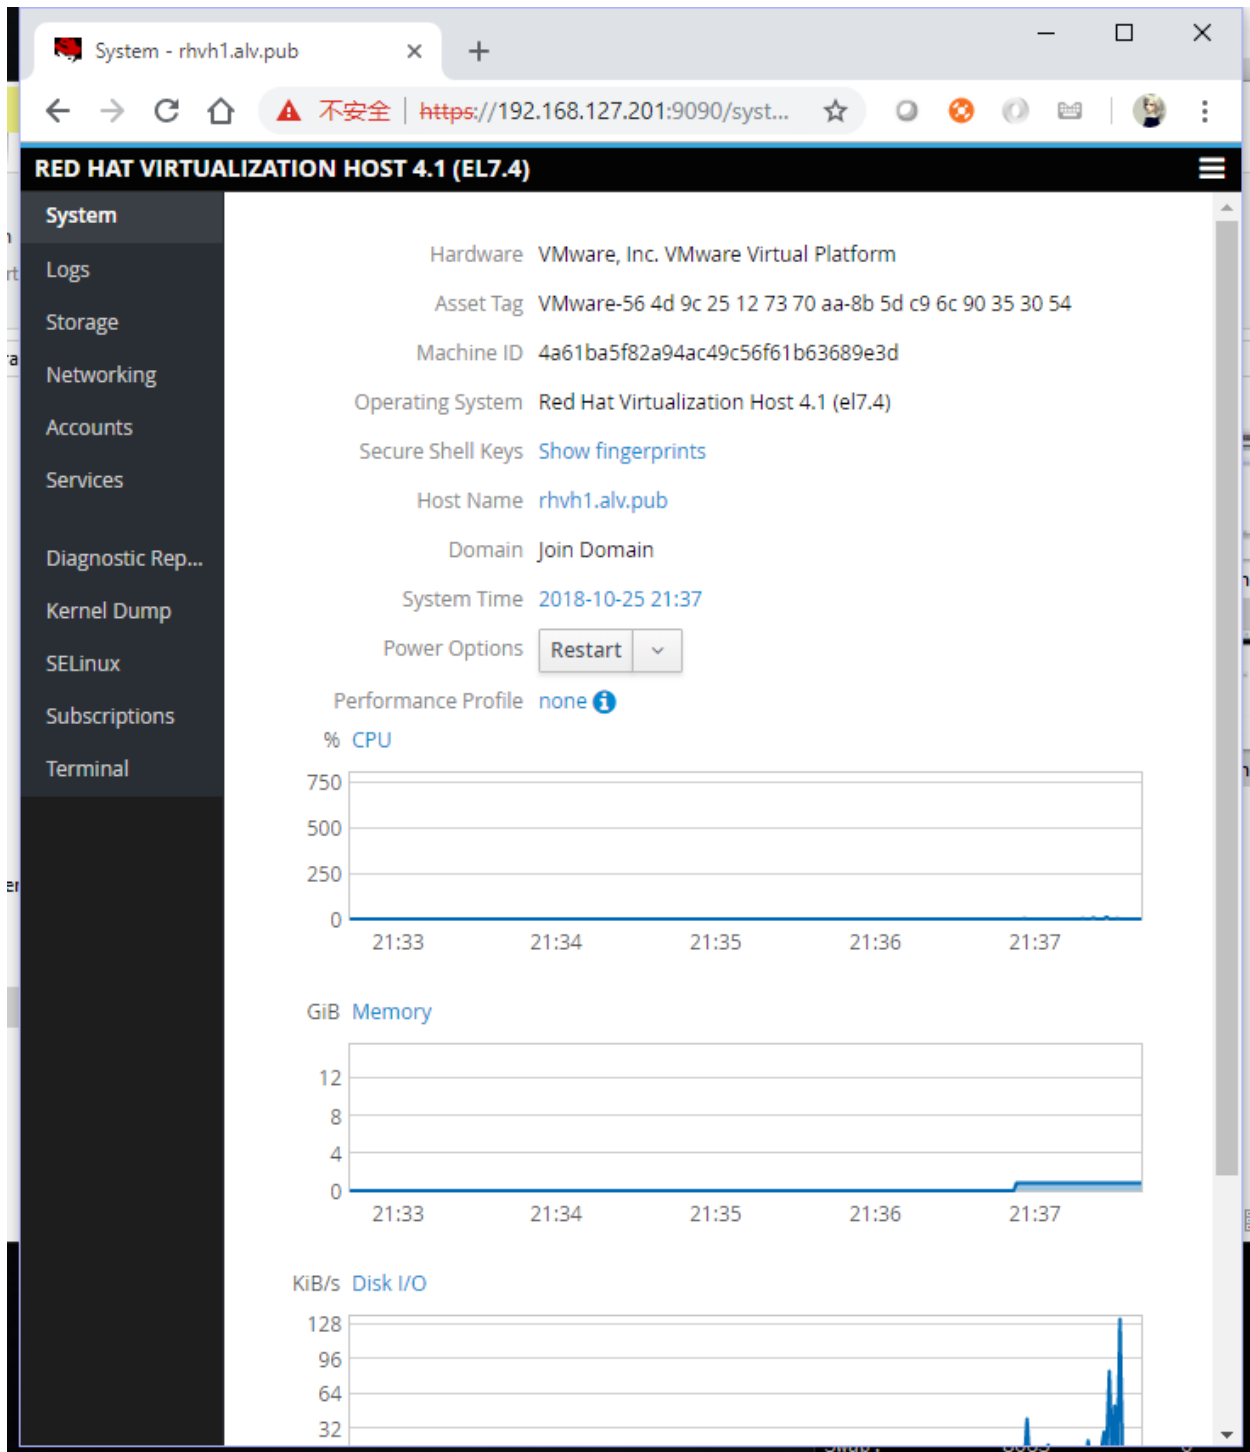 System - rhvh1.alv.pub
不安全 https://192.168.127.201:9090/syst...
RED HAT VIRTUALIZATION HOST 4.1 (EL7.4)
System
Logs
Storage
Networking
Accounts
Services
Diagnostic Rep...
Kernel Dump
SELinux
Subscriptions
Terminal
Hardware VMware, Inc. VMware Virtual Platform
Asset Tag VMware-56 4d 9c 25 12 73 70 aa-8b 5d c9 6c 90 35 30 54
Machine ID 4a61ba5f82a94ac49c56f61b63689e3d
Operating System Red Hat Virtualization Host 4.1 (el7.4)
Secure Shell Keys Show fingerprints
Host Name rhvh1.alv.pub
Domain Join Domain
System Time 2018-10-25 21:37
Power Options Restart
Performance Profile none
% CPU
750
500
250
0
21:33 21:34 21:35 21:36 21:37
GiB Memory
12
8
4
0
21:33 21:34 21:35 21:36 21:37
KiB/s Disk I/O
128
96
64
32